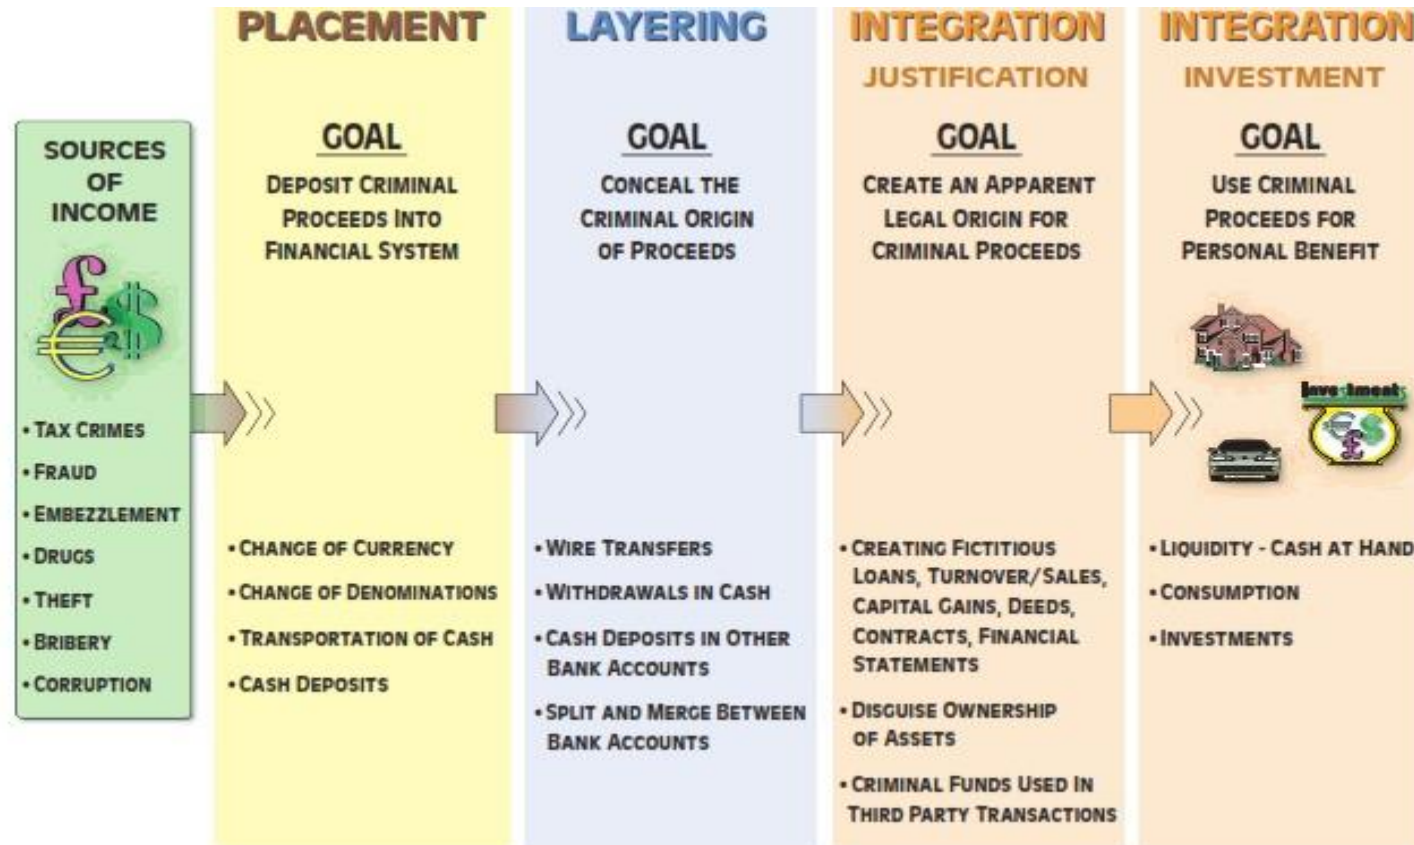 SOURCES
OF
INCOME
£
$
€
• TAX CRIMES
• FRAUD
• EMBEZZLEMENT
• DRUGS
• THEFT
• BRIBERY
• CORRUPTION
PLACEMENT
GOAL
DEPOSIT CRIMINAL
PROCEEDS INTO
FINANCIAL SYSTEM
• CHANGE OF CURRENCY
• CHANGE OF DENOMINATIONS
• TRANSPORTATION OF CASH
• CASH DEPOSITS
LAYERING
GOAL
CONCEAL THE
CRIMINAL ORIGIN
OF PROCEEDS
• WIRE TRANSFERS
• WITHDRAWALS IN CASH
• CASH DEPOSITS IN OTHER
BANK ACCOUNTS
• SPLIT AND MERGE BETWEEN
BANK ACCOUNTS
INTEGRATION
JUSTIFICATION
GOAL
CREATE AN APPARENT
LEGAL ORIGIN FOR
CRIMINAL PROCEEDS
• CREATING FICTITIOUS
LOANS, TURNOVER/SALES,
CAPITAL GAINS, DEEDS,
CONTRACTS, FINANCIAL
STATEMENTS
• DISGUISE OWNERSHIP
OF ASSETS
• CRIMINAL FUNDS USED IN
THIRD PARTY TRANSACTIONS
INTEGRATION
INVESTMENT
GOAL
USE CRIMINAL
PROCEEDS FOR
PERSONAL BENEFIT
Investments
€ $
£
• LIQUIDITY - CASH AT HAND
• CONSUMPTION
• INVESTMENTS